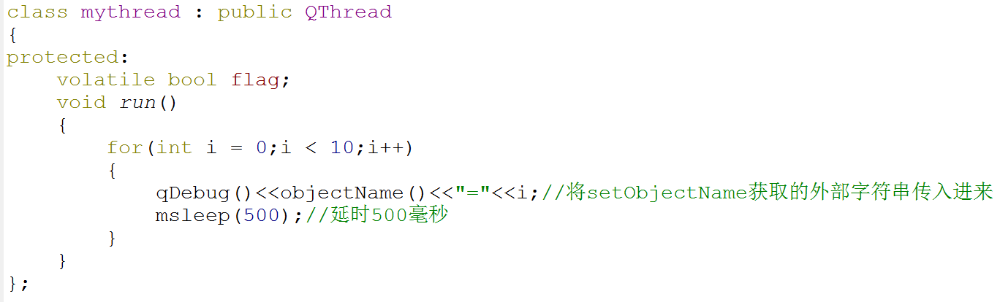 class mythread : public QThread
{
protected:
    volatile bool flag;
    void run()
    {
        for(int i = 0;i < 10;i++)
        {
            qDebug()<<objectName()<<"="<<i;//将setObjectName获取的外部字符串传入进来
            msleep(500);//延时500毫秒
        }
    }
};